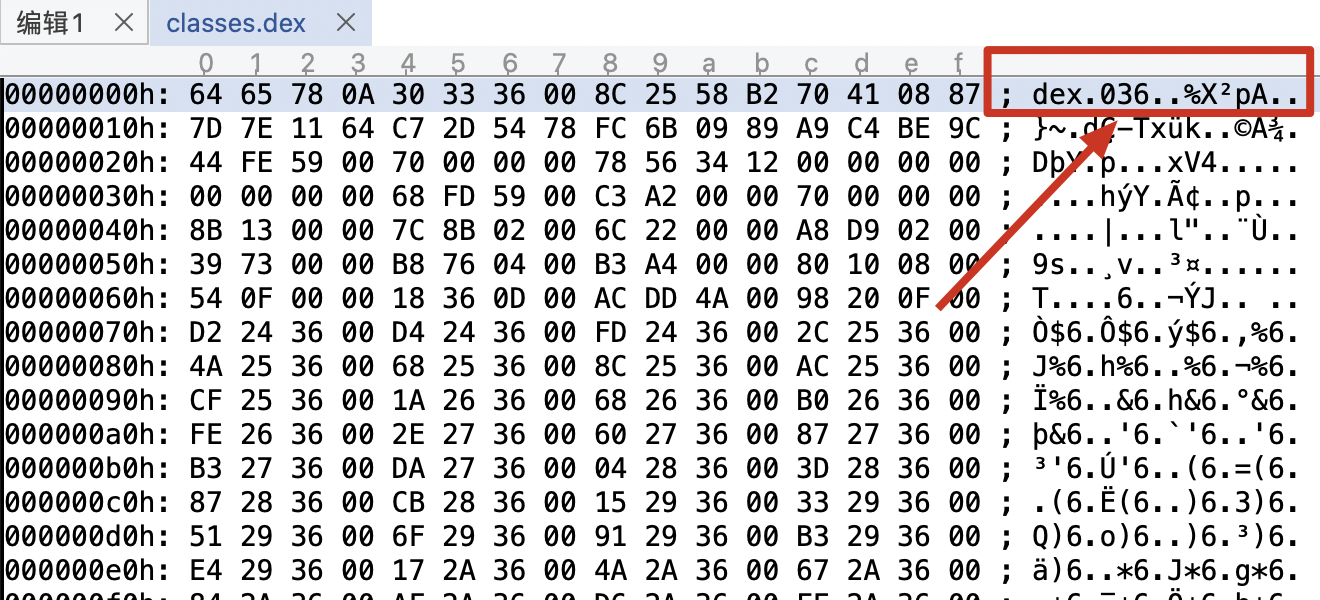 编辑1 × classes.dex ×
0 1 2 3 4 5 6 7 8 9 a b c d e f
00000000h: 64 65 78 0A 30 33 36 00 8C 25 58 B2 70 41 08 87 ; dex.036..%X²pA..
00000010h: 7D 7E 11 64 C7 2D 54 78 FC 6B 09 89 A9 C4 BE 9C ; }~.dÇ-Txük..©Ä¾.
00000020h: 44 FE 59 00 70 00 00 00 78 56 34 12 00 00 00 00 ; DþY.p...xV4.....
00000030h: 00 00 00 00 68 FD 59 00 C3 A2 00 00 70 00 00 00 ; ....hýY.Ã¢..p...
00000040h: 8B 13 00 00 7C 8B 02 00 6C 22 00 00 A8 D9 02 00 ; ....|...l"..¨Ù..
00000050h: 39 73 00 00 B8 76 04 00 B3 A4 00 00 80 10 08 00 ; 9s..¸v..³¤......
00000060h: 54 0F 00 00 18 36 0D 00 AC DD 4A 00 98 20 0F 00 ; T....6..¬ÝJ.. ..
00000070h: D2 24 36 00 D4 24 36 00 FD 24 36 00 2C 25 36 00 ; Ò$6.Ô$6.ý$6.,%6.
00000080h: 4A 25 36 00 68 25 36 00 8C 25 36 00 AC 25 36 00 ; J%6.h%6..%6.¬%6.
00000090h: CF 25 36 00 1A 26 36 00 68 26 36 00 B0 26 36 00 ; Ï%6..&6.h&6.°&6.
000000a0h: FE 26 36 00 2E 27 36 00 60 27 36 00 87 27 36 00 ; þ&6..'6.`'6..'6.
000000b0h: B3 27 36 00 DA 27 36 00 04 28 36 00 3D 28 36 00 ; ³'6.Ú'6..(6.=(6.
000000c0h: 87 28 36 00 CB 28 36 00 15 29 36 00 33 29 36 00 ; .(6.Ë(6..)6.3)6.
000000d0h: 51 29 36 00 6F 29 36 00 91 29 36 00 B3 29 36 00 ; Q)6.o)6..)6.³)6.
000000e0h: E4 29 36 00 17 2A 36 00 4A 2A 36 00 67 2A 36 00 ; ä)6..*6.J*6.g*6.